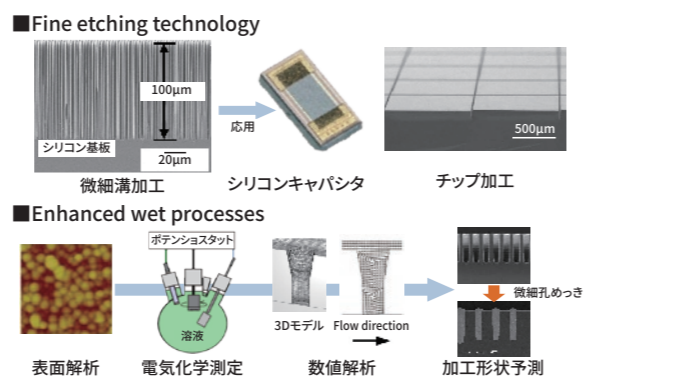 ■Fine etching technology
100μm
シリコン基板
20μm
応用
500μm
微細溝加工
シリコンキャパシタ
チップ加工
■Enhanced wet processes
ポテンショスタット
溶液
3Dモデル
Flow direction
微細孔めっき
表面解析
電気化学測定
数値解析
加工形状予測